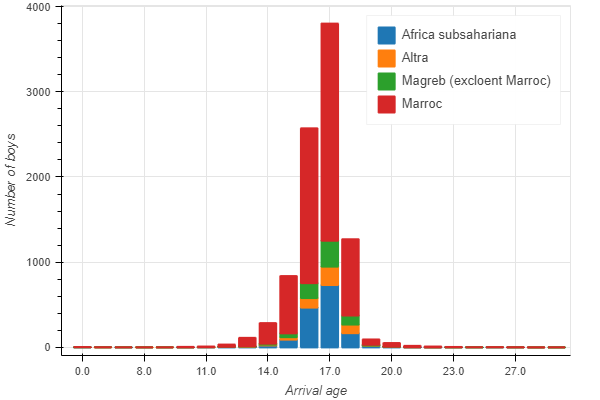 4000
3000
2000
1000
0
Number of boys
Africa subsahariana
Altra
Magreb (excloent Marroc)
Marroc
0.0 8.0 11.0 14.0 17.0 20.0 23.0 27.0
Arrival age